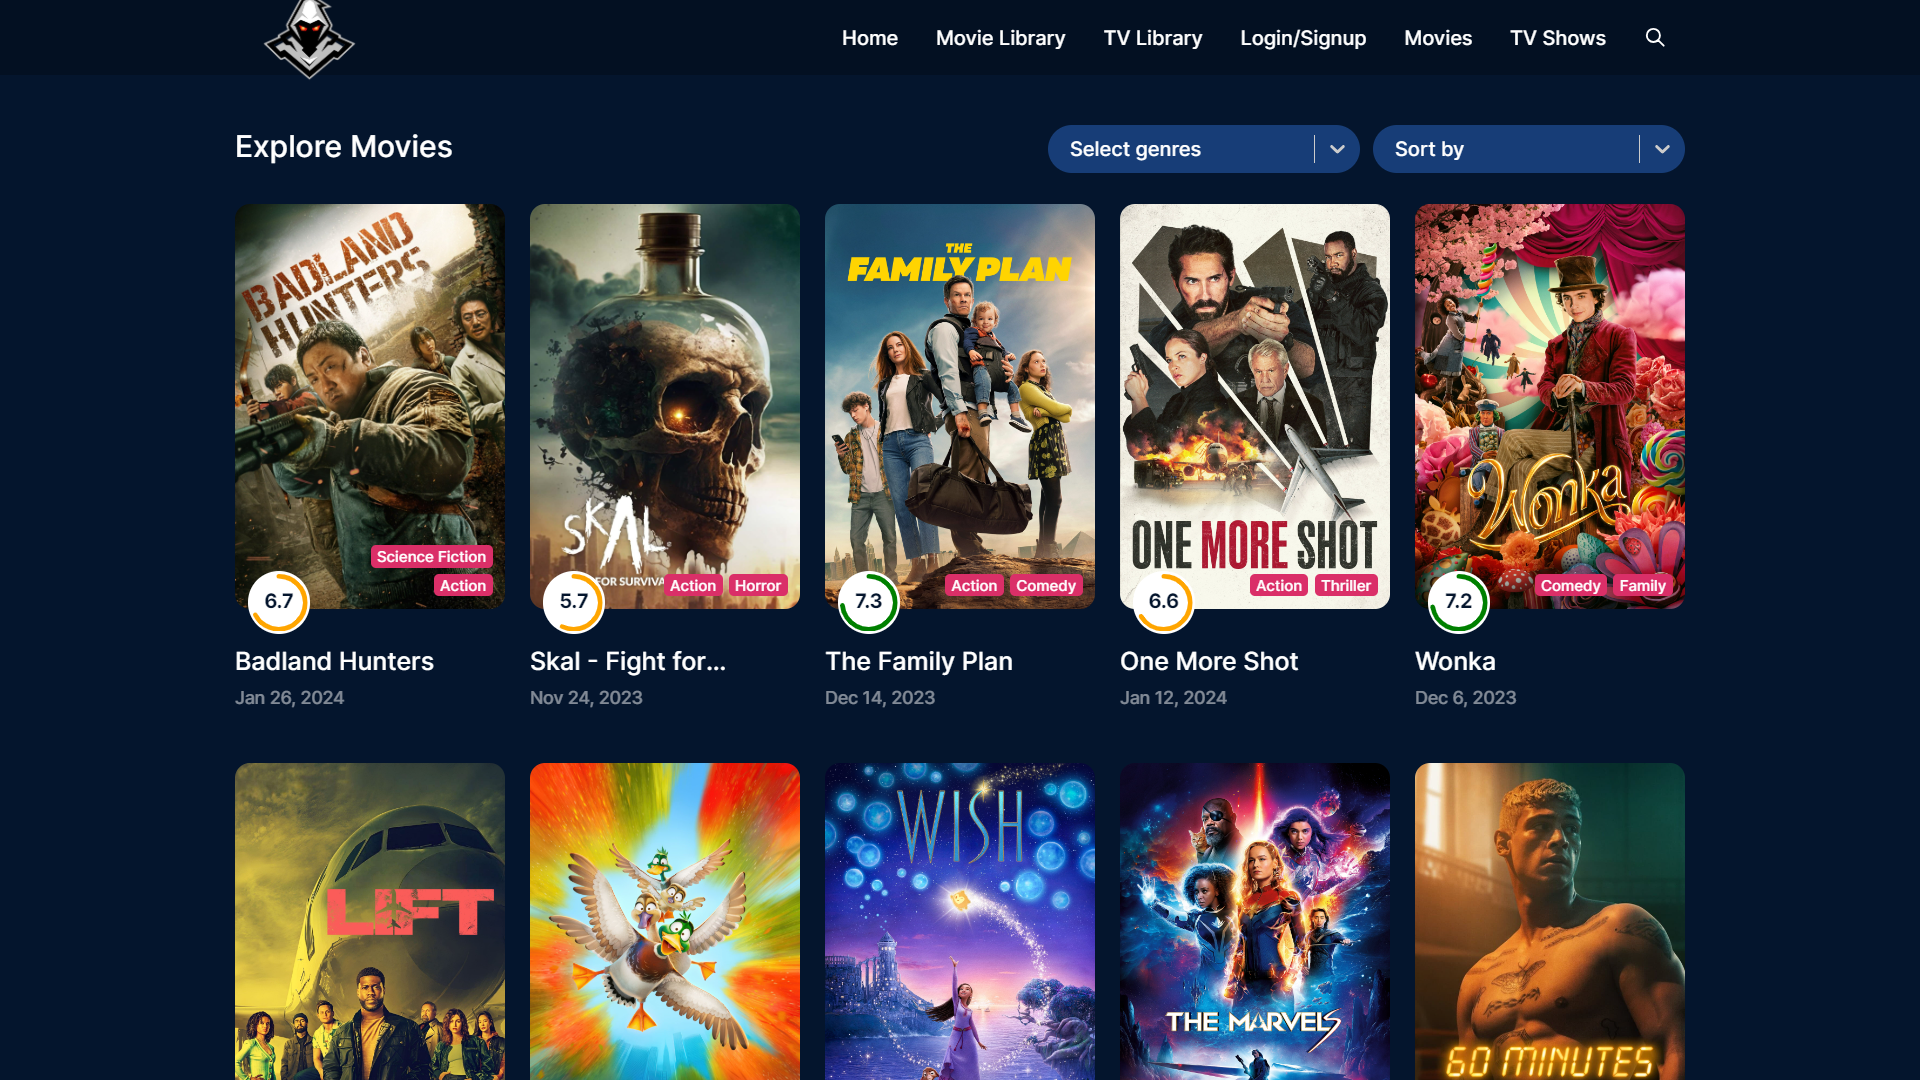 Home Movie Library TV Library Login/Signup Movies TV Shows
Explore Movies
Select genres
Sort by
BADLAND
HUNTERS
Science Fiction
Action
6.7
Badland Hunters
Jan 26, 2024
SKAL
FOR SURVIVA
Action Horror
5.7
Skal - Fight for...
Nov 24, 2023
THE
FAMILY PLAN
Action Comedy
7.3
The Family Plan
Dec 14, 2023
ONE MORE SHOT
Action Thriller
6.6
One More Shot
Jan 12, 2024
Wonka
Comedy Family
7.2
Wonka
Dec 6, 2023
LIFT
WISH
THE MARVELS
60 MINUTES